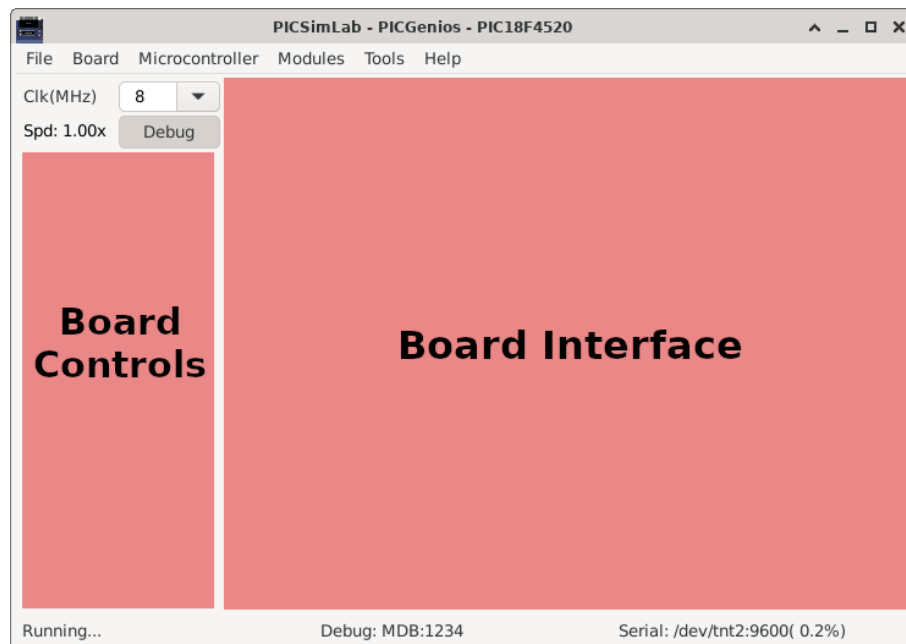 PICSimLab - PICGenios - PIC18F4520
File Board Microcontroller Modules Tools Help
Clk(MHz) 8
Spd: 1.00x Debug
Board
Controls
Board Interface
Running... Debug: MDB:1234 Serial: /dev/tnt2:9600( 0.2%)